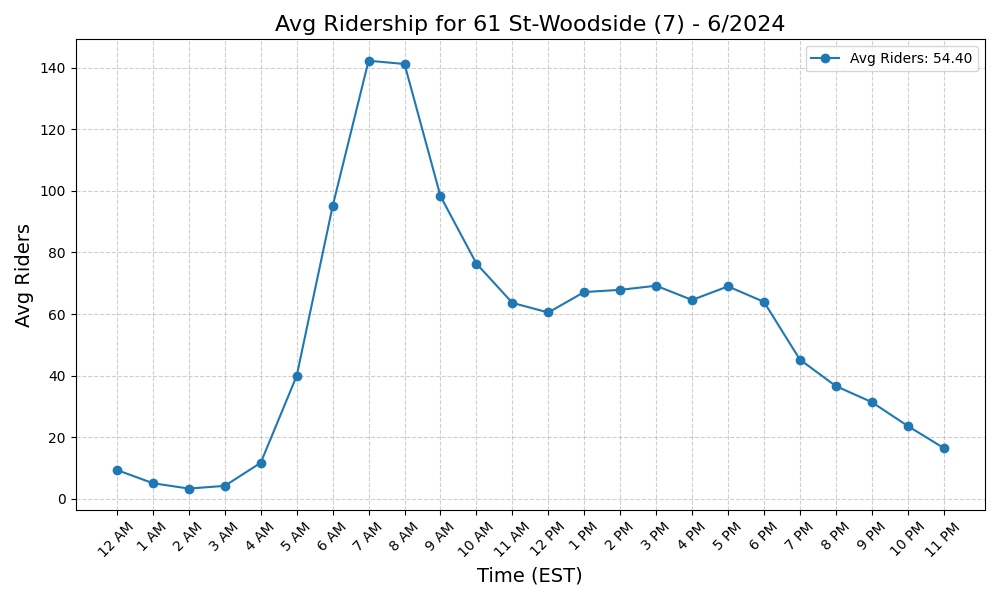 Avg Ridership for 61 St-Woodside (7) - 6/2024
Avg Riders: 54.40
Avg Riders
140
120
100
80
60
40
20
0
12 AM
1 AM
2 AM
3 AM
4 AM
5 AM
6 AM
7 AM
8 AM
9 AM
10 AM
11 AM
12 PM
1 PM
2 PM
3 PM
4 PM
5 PM
6 PM
7 PM
8 PM
9 PM
10 PM
11 PM
Time (EST)